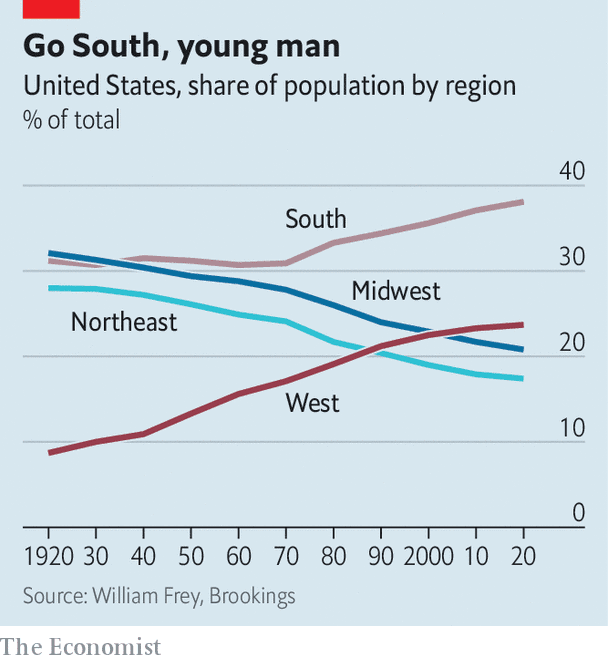 Go South, young man
United States, share of population by region
% of total
40
South
30
Midwest
Northeast
20
West
10
0
1920 30 40 50 60 70 80 90 2000 10 20
Source: William Frey, Brookings
The Economist